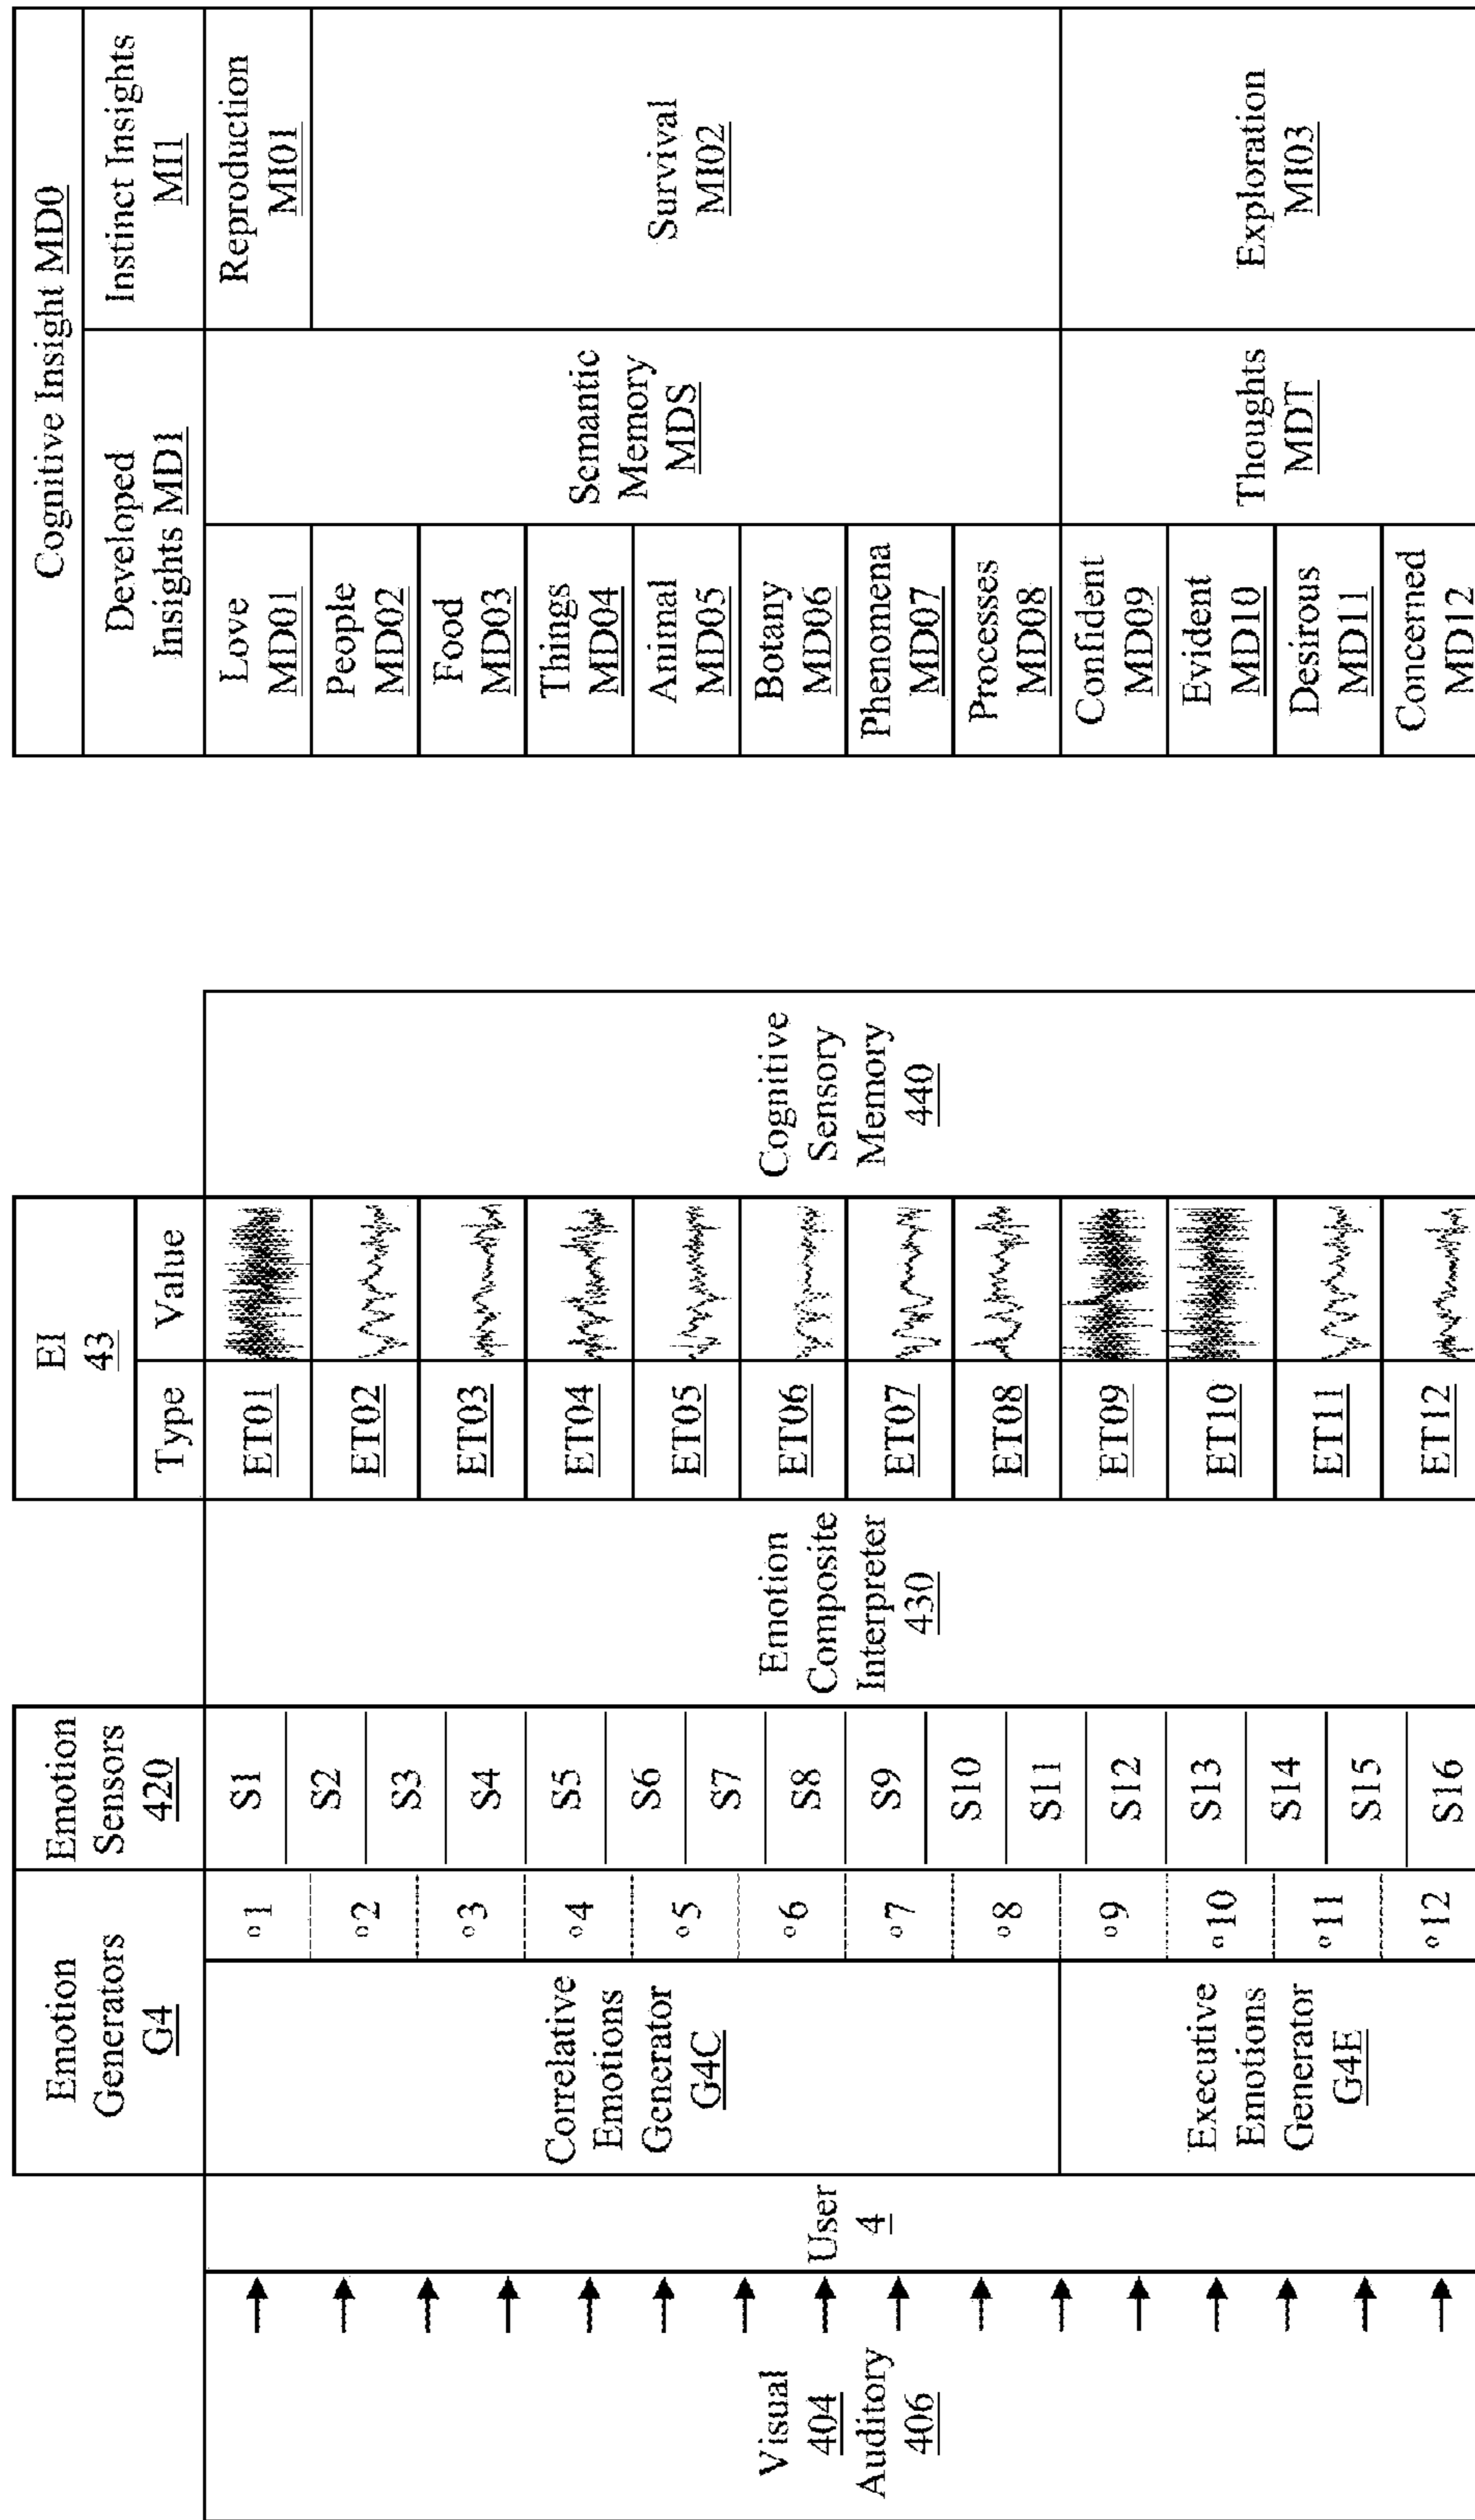 Visual
404
Auditory
406
User
4
Emotion
Generators
G4
Correlative
Emotions
Generator
G4C
Executive
Emotions
Generator
G4E
°1
°2
°3
°4
°5
°6
°7
°8
°9
°10
°11
°12
Emotion
Sensors
420
S1
S2
S3
S4
S5
S6
S7
S8
S9
S10
S11
S12
S13
S14
S15
S16
Emotion
Composite
Interpreter
430
EI
43
Type
Value
ET01
ET02
ET03
ET04
ET05
ET06
ET07
ET08
ET09
ET10
ET11
ET12
Cognitive
Sensory
Memory
440
Cognitive Insight MD0
Developed
Insights MD1
Instinct Insights
MI1
Love
MD01
People
MD02
Food
MD03
Things
MD04
Animal
MD05
Botany
MD06
Phenomena
MD07
Processes
MD08
Confident
MD09
Evident
MD10
Desirous
MD11
Concerned
MD12
Semantic
Memory
MDS
Thoughts
MDT
Reproduction
MI01
Survival
MI02
Exploration
MI03